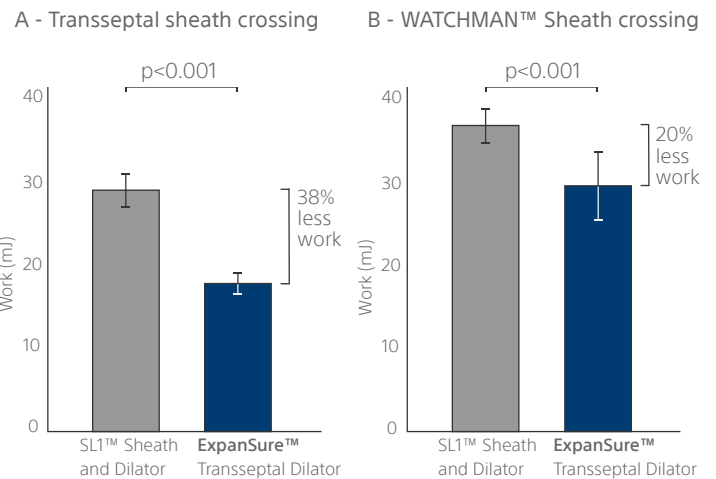 A - Transseptal sheath crossing
p<0.001
40
30
20
10
0
Work (mJ)
38%
less
work
SL1™ Sheath
and Dilator
ExpanSure™
Transseptal Dilator
B - WATCHMAN™ Sheath crossing
p<0.001
40
30
20
10
0
Work (mJ)
20%
less
work
SL1™ Sheath
and Dilator
ExpanSure™
Transseptal Dilator